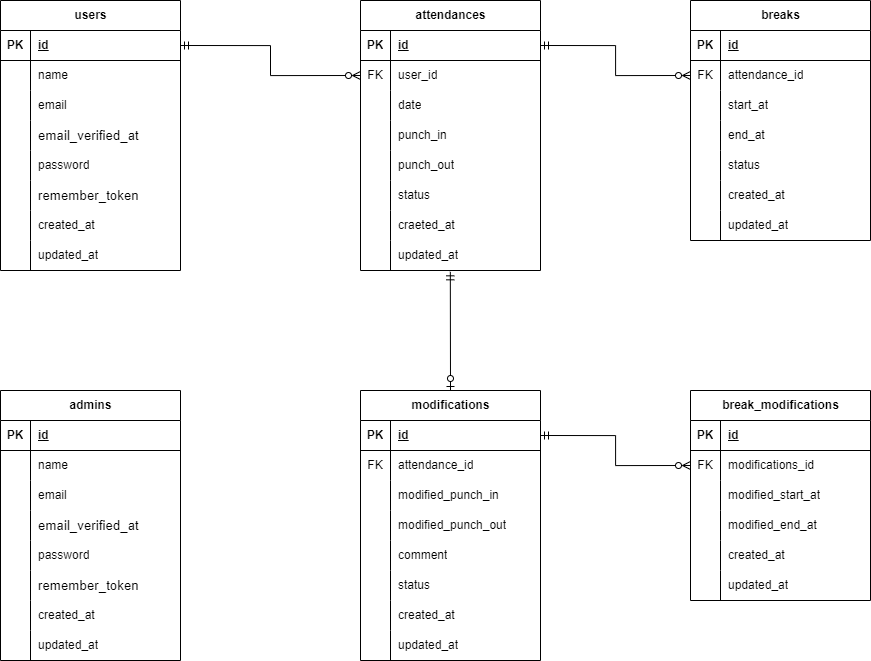 users
PK id
name
email
email_verified_at
password
remember_token
created_at
updated_at
attendances
PK id
FK user_id
date
punch_in
punch_out
status
craeted_at
updated_at
breaks
PK id
FK attendance_id
start_at
end_at
status
created_at
updated_at
admins
PK id
name
email
email_verified_at
password
remember_token
created_at
updated_at
modifications
PK id
FK attendance_id
modified_punch_in
modified_punch_out
comment
status
created_at
updated_at
break_modifications
PK id
FK modifications_id
modified_start_at
modified_end_at
created_at
updated_at